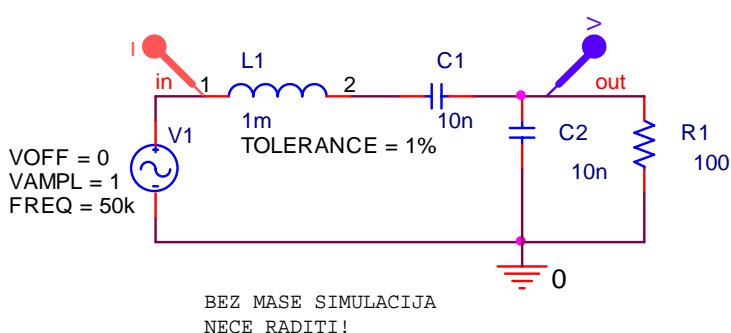 I
V
L1
C1
in
1
2
out
1m
10n
TOLERANCE = 1%
V1
C2
R1
VOFF = 0
VAMPL = 1
FREQ = 50k
10n
100
0
BEZ MASE SIMULACIJA
NECE RADITI!